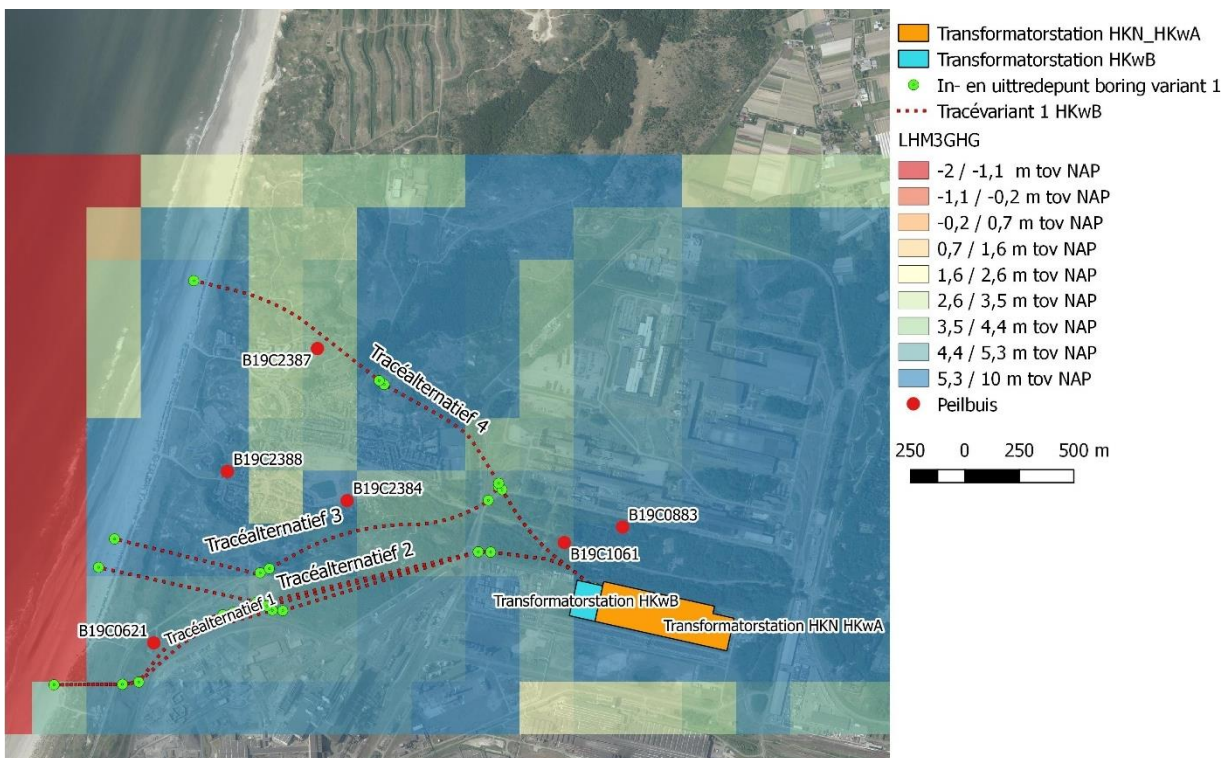 Transformatorstation HKN_HKwA
Transformatorstation HKwB
In- en uittredepunt boring variant 1
Tracévariant 1 HKwB
LHM3GHG
-2 / -1,1 m tov NAP
-1,1 / -0,2 m tov NAP
-0,2 / 0,7 m tov NAP
0,7 / 1,6 m tov NAP
1,6 / 2,6 m tov NAP
2,6 / 3,5 m tov NAP
3,5 / 4,4 m tov NAP
4,4 / 5,3 m tov NAP
5,3 / 10 m tov NAP
Peilbuis
250 0 250 500 m
B19C2387
Tracéalternatief 4
B19C2388
B19C2384
Tracéalternatief 3
B19C0883
B19C1061
Tracéalternatief 2
Tracéalternatief 1
B19C0621
Transformatorstation HKwB
Transformatorstation HKN HKwA